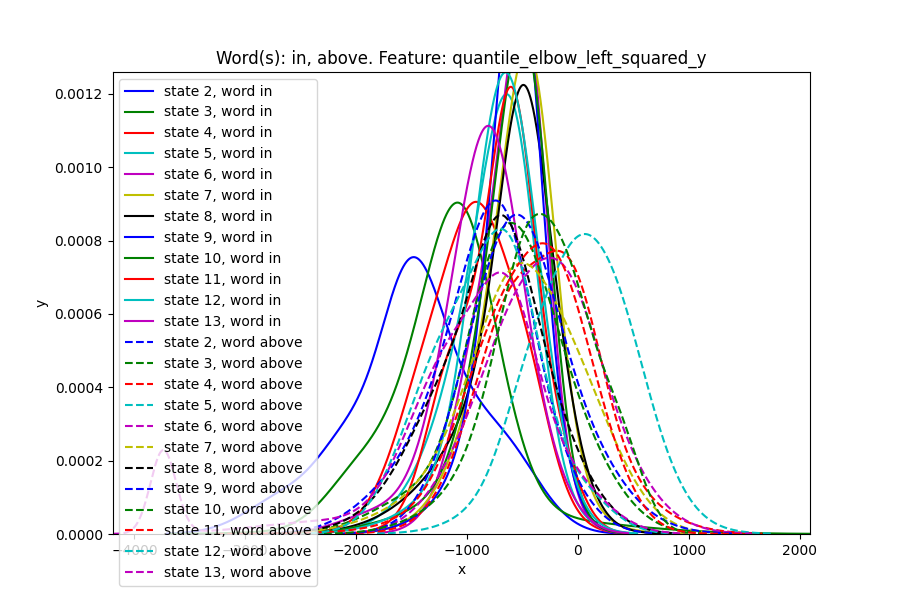 Word(s): in, above. Feature: quantile_elbow_left_squared_y
0.0012
0.0010
0.0008
0.0006
0.0004
0.0002
0.0000
y
state 2, word in
state 3, word in
state 4, word in
state 5, word in
state 6, word in
state 7, word in
state 8, word in
state 9, word in
state 10, word in
state 11, word in
state 12, word in
state 13, word in
state 2, word above
state 3, word above
state 4, word above
state 5, word above
state 6, word above
state 7, word above
state 8, word above
state 9, word above
state 10, word above
state 11, word above
state 12, word above
state 13, word above
−4000 −3000 −2000 −1000 0 1000 2000
x